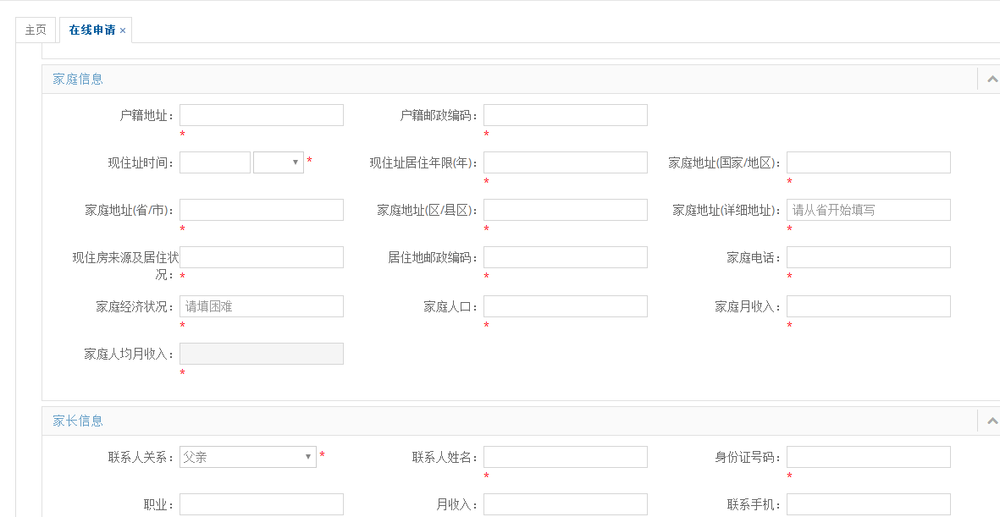 主页 在线申请 ×
家庭信息
户籍地址： * 户籍邮政编码： *
现住址时间： * 现住址居住年限(年)： * 家庭地址(国家/地区)： *
家庭地址(省/市)： * 家庭地址(区/县区)： * 家庭地址(详细地址)： 请从省开始填写 *
现住房来源及居住状
况： * 居住地邮政编码： * 家庭电话： *
家庭经济状况： 请填困难 * 家庭人口： * 家庭月收入： *
家庭人均月收入： *
家长信息
联系人关系： 父亲 * 联系人姓名： * 身份证号码： *
职业： 月收入： 联系手机：